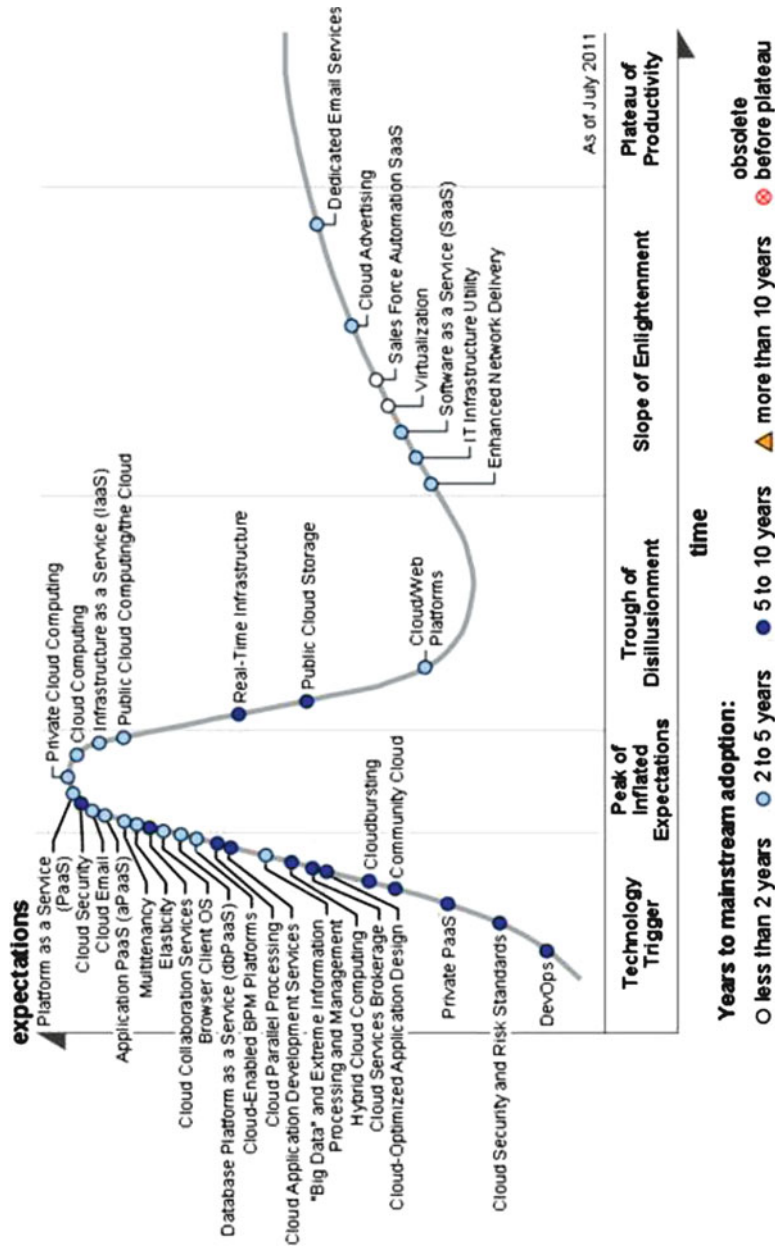 expectations
Platform as a Service
(PaaS)
Cloud Security
Cloud Email
Application PaaS (aPaaS)
Multitenancy
Elasticity
Cloud Collaboration Services
Browser Client OS
Database Platform as a Service (dbPaaS)
Cloud-Enabled BPM Platforms
Cloud Parallel Processing
Cloud Application Development Services
"Big Data" and Extreme Information
Processing and Management
Hybrid Cloud Computing
Cloud Services Brokerage
Cloud-Optimized Application Design
Private PaaS
Cloud Security and Risk Standards
DevOps
Community Cloud
Cloudbursting
Private Cloud Computing
Cloud Computing
Infrastructure as a Service (IaaS)
Public Cloud Computing/the Cloud
Real-Time Infrastructure
Public Cloud Storage
Cloud/Web
Platforms
Dedicated Email Services
Cloud Advertising
Sales Force Automation SaaS
Virtualization
Software as a Service (SaaS)
IT Infrastructure Utility
Enhanced Network Delivery
As of July 2011
Technology
Trigger
Peak of
Inflated
Expectations
Trough of
Disillusionment
Slope of Enlightenment
Plateau of
Productivity
time
Years to mainstream adoption:
less than 2 years
2 to 5 years
5 to 10 years
more than 10 years
obsolete
before plateau